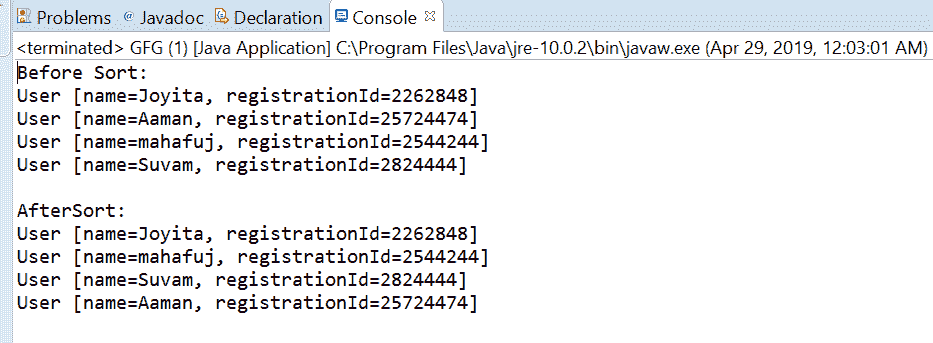 Problems @ Javadoc Declaration Console
<terminated> GFG (1) [Java Application] C:\Program Files\Java\jre-10.0.2\bin\javaw.exe (Apr 29, 2019, 12:03:01 AM)
Before Sort:
User [name=Joyita, registrationId=2262848]
User [name=Aaman, registrationId=25724474]
User [name=mahafuj, registrationId=2544244]
User [name=Suvam, registrationId=2824444]

AfterSort:
User [name=Joyita, registrationId=2262848]
User [name=mahafuj, registrationId=2544244]
User [name=Suvam, registrationId=2824444]
User [name=Aaman, registrationId=25724474]